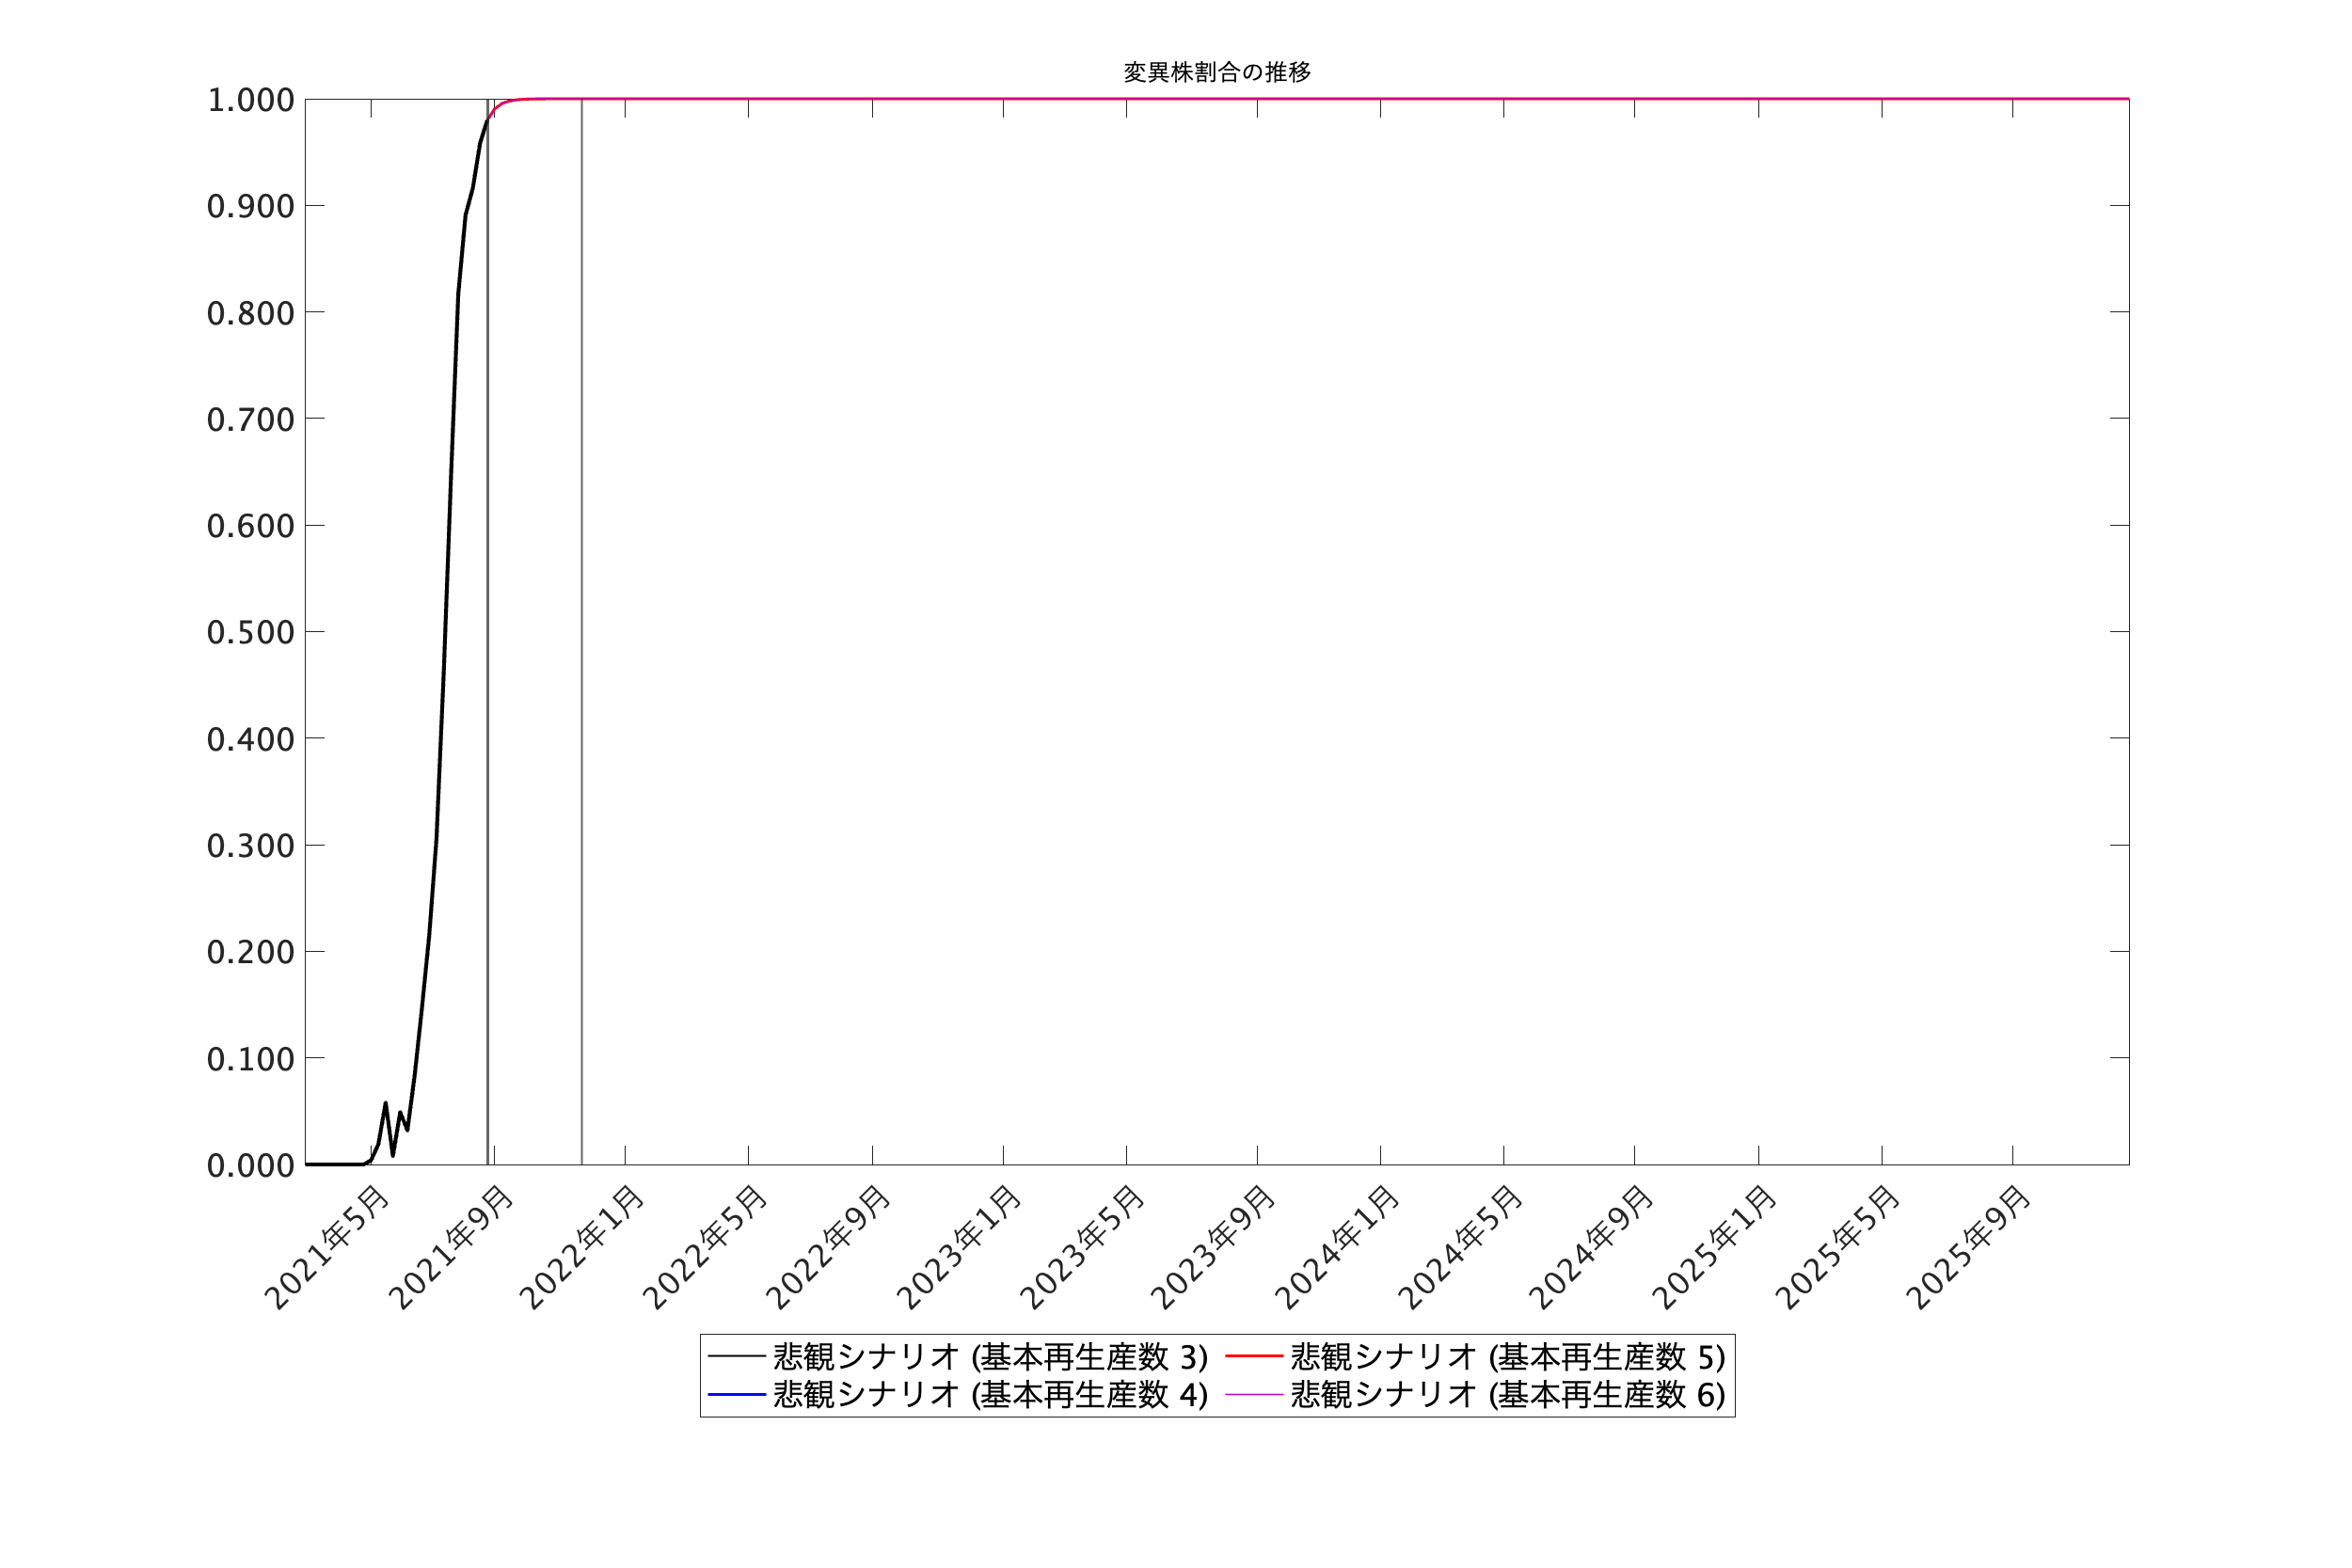 変異株割合の推移
1.000
0.900
0.800
0.700
0.600
0.500
0.400
0.300
0.200
0.100
0.000
2021年5月
2021年9月
2022年1月
2022年5月
2022年9月
2023年1月
2023年5月
2023年9月
2024年1月
2024年5月
2024年9月
2025年1月
2025年5月
2025年9月
悲観シナリオ (基本再生産数 3)
悲観シナリオ (基本再生産数 4)
悲観シナリオ (基本再生産数 5)
悲観シナリオ (基本再生産数 6)